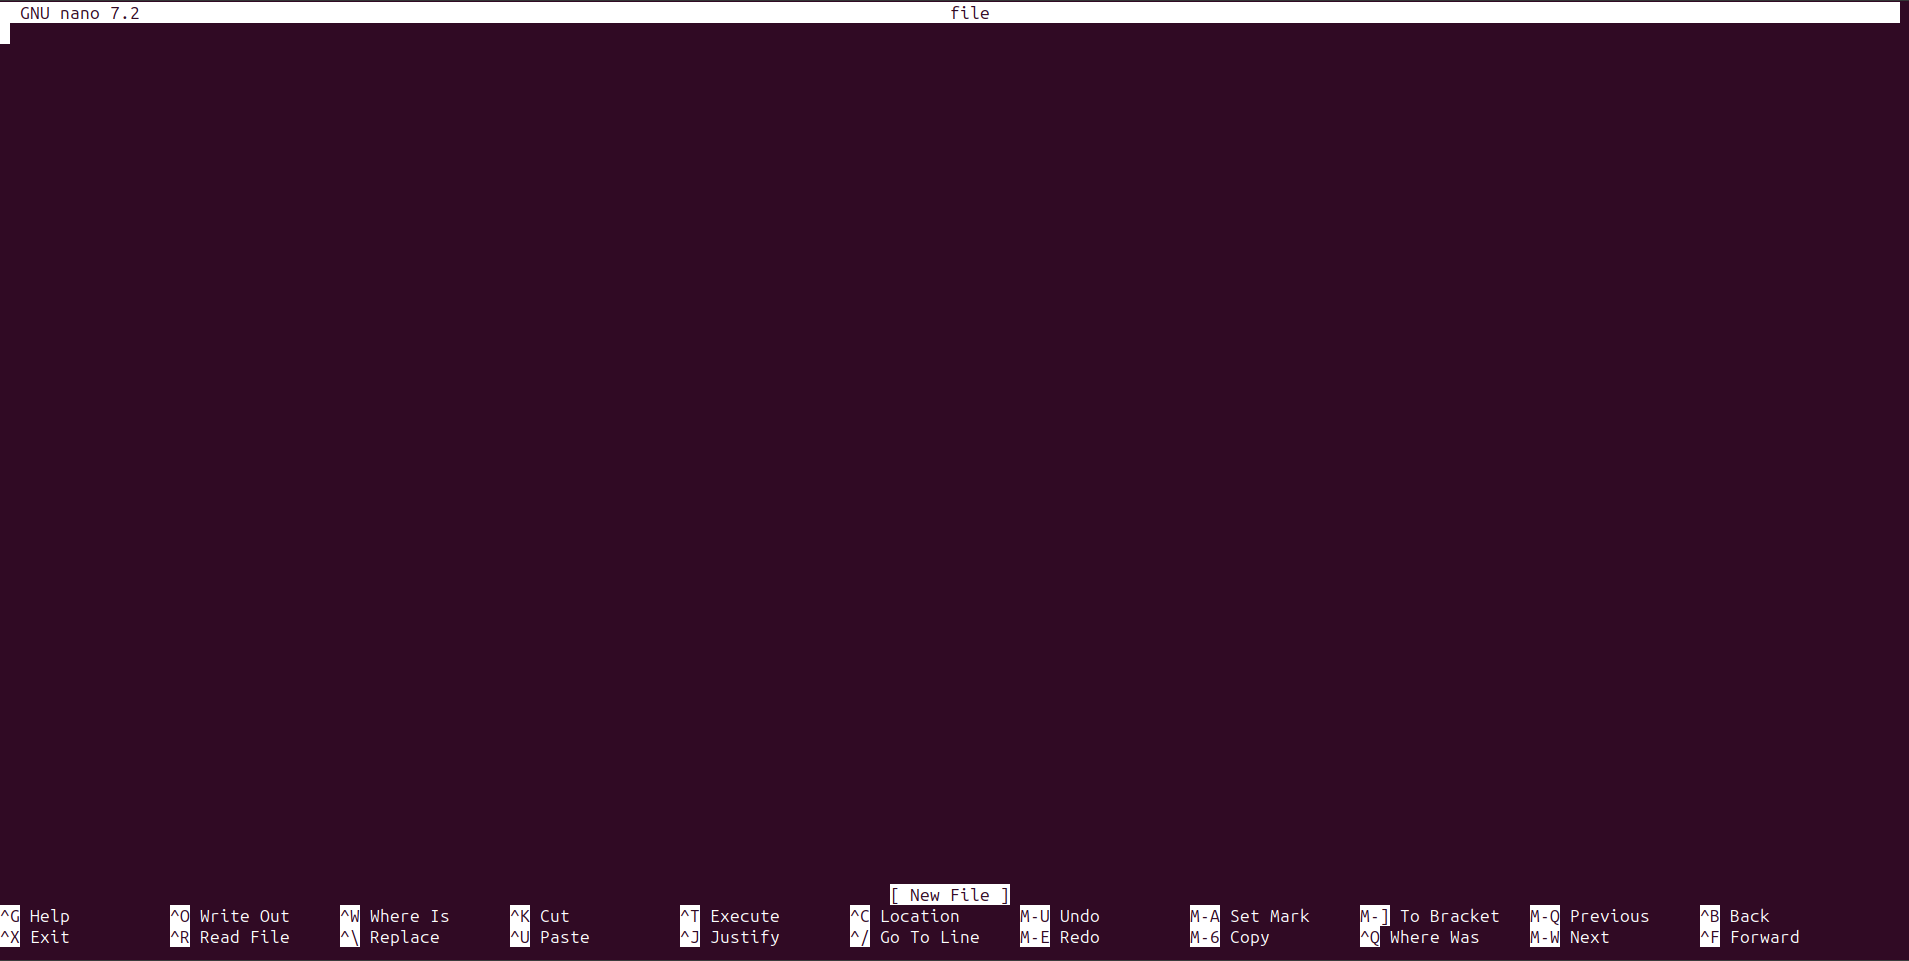 GNU nano 7.2 file
[ New File ]
^G Help ^O Write Out ^W Where Is ^K Cut ^T Execute ^C Location M-U Undo M-A Set Mark M-] To Bracket M-Q Previous ^B Back
^X Exit ^R Read File ^\ Replace ^U Paste ^J Justify ^/ Go To Line M-E Redo M-6 Copy ^Q Where Was M-W Next ^F Forward